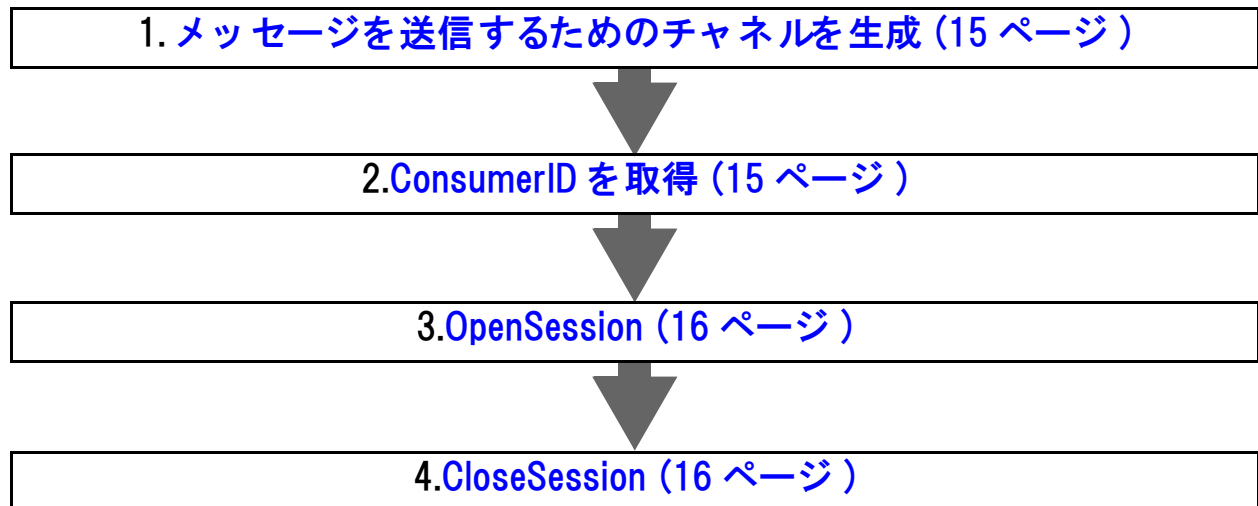 1. メッセージを送信するためのチャネルを生成 (15 ページ )
2.ConsumerID を取得 (15 ページ )
3.OpenSession (16 ページ )
4.CloseSession (16 ページ )